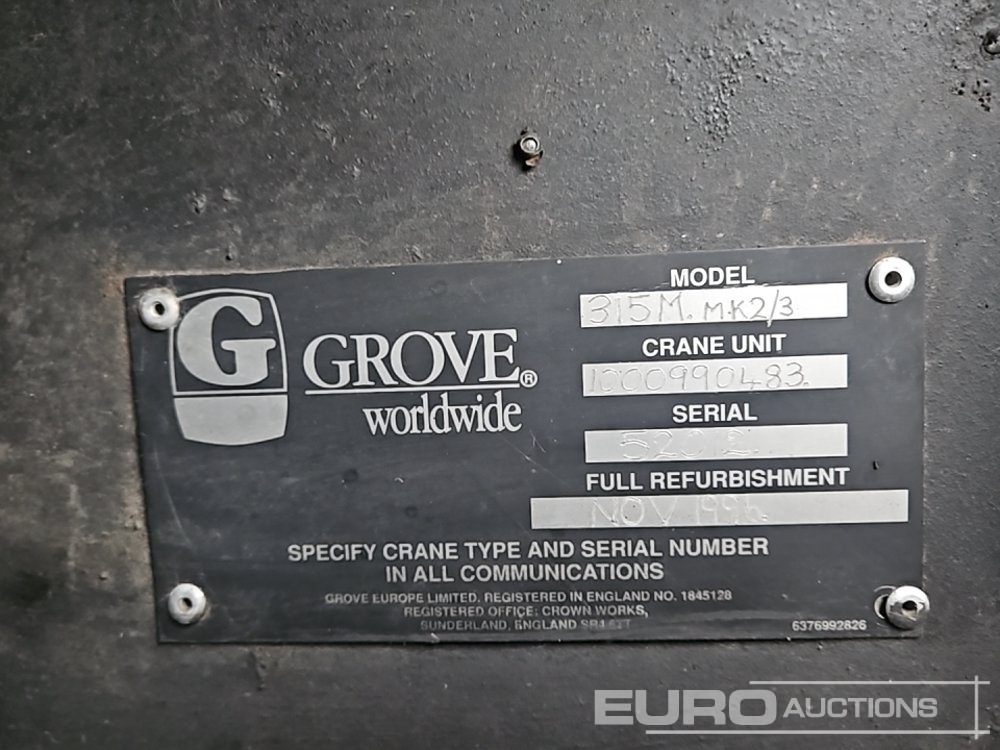 G
GROVE®
worldwide
MODEL
315M. M.K2/3
CRANE UNIT
1000990483.
SERIAL
52012
FULL REFURBISHMENT
NOV 1996.
SPECIFY CRANE TYPE AND SERIAL NUMBER
IN ALL COMMUNICATIONS
GROVE EUROPE LIMITED. REGISTERED IN ENGLAND NO. 1845128
REGISTERED OFFICE: CROWN WORKS,
SUNDERLAND, ENGLAND
6376992826
EURO AUCTIONS